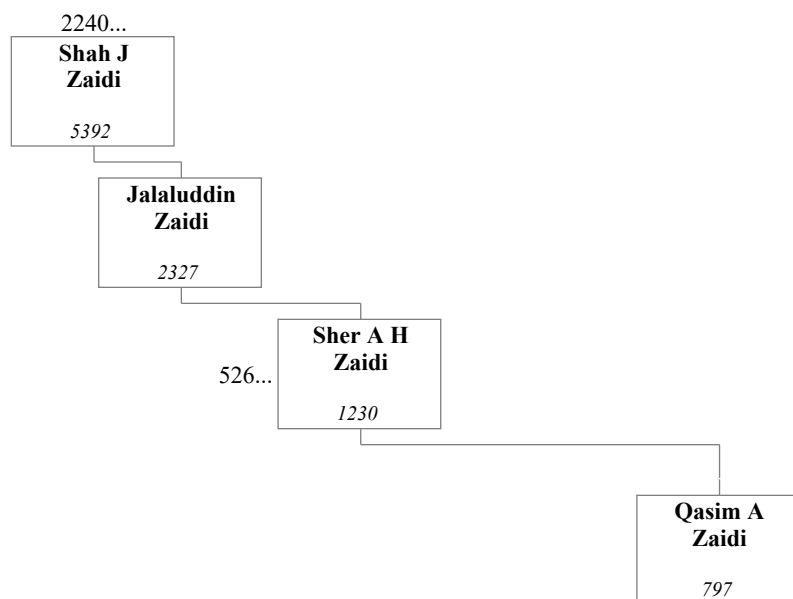 2240...
Shah J
Zaidi
5392
Jalaluddin
Zaidi
2327
Sher A H
Zaidi
526...
1230
Qasim A
Zaidi
797